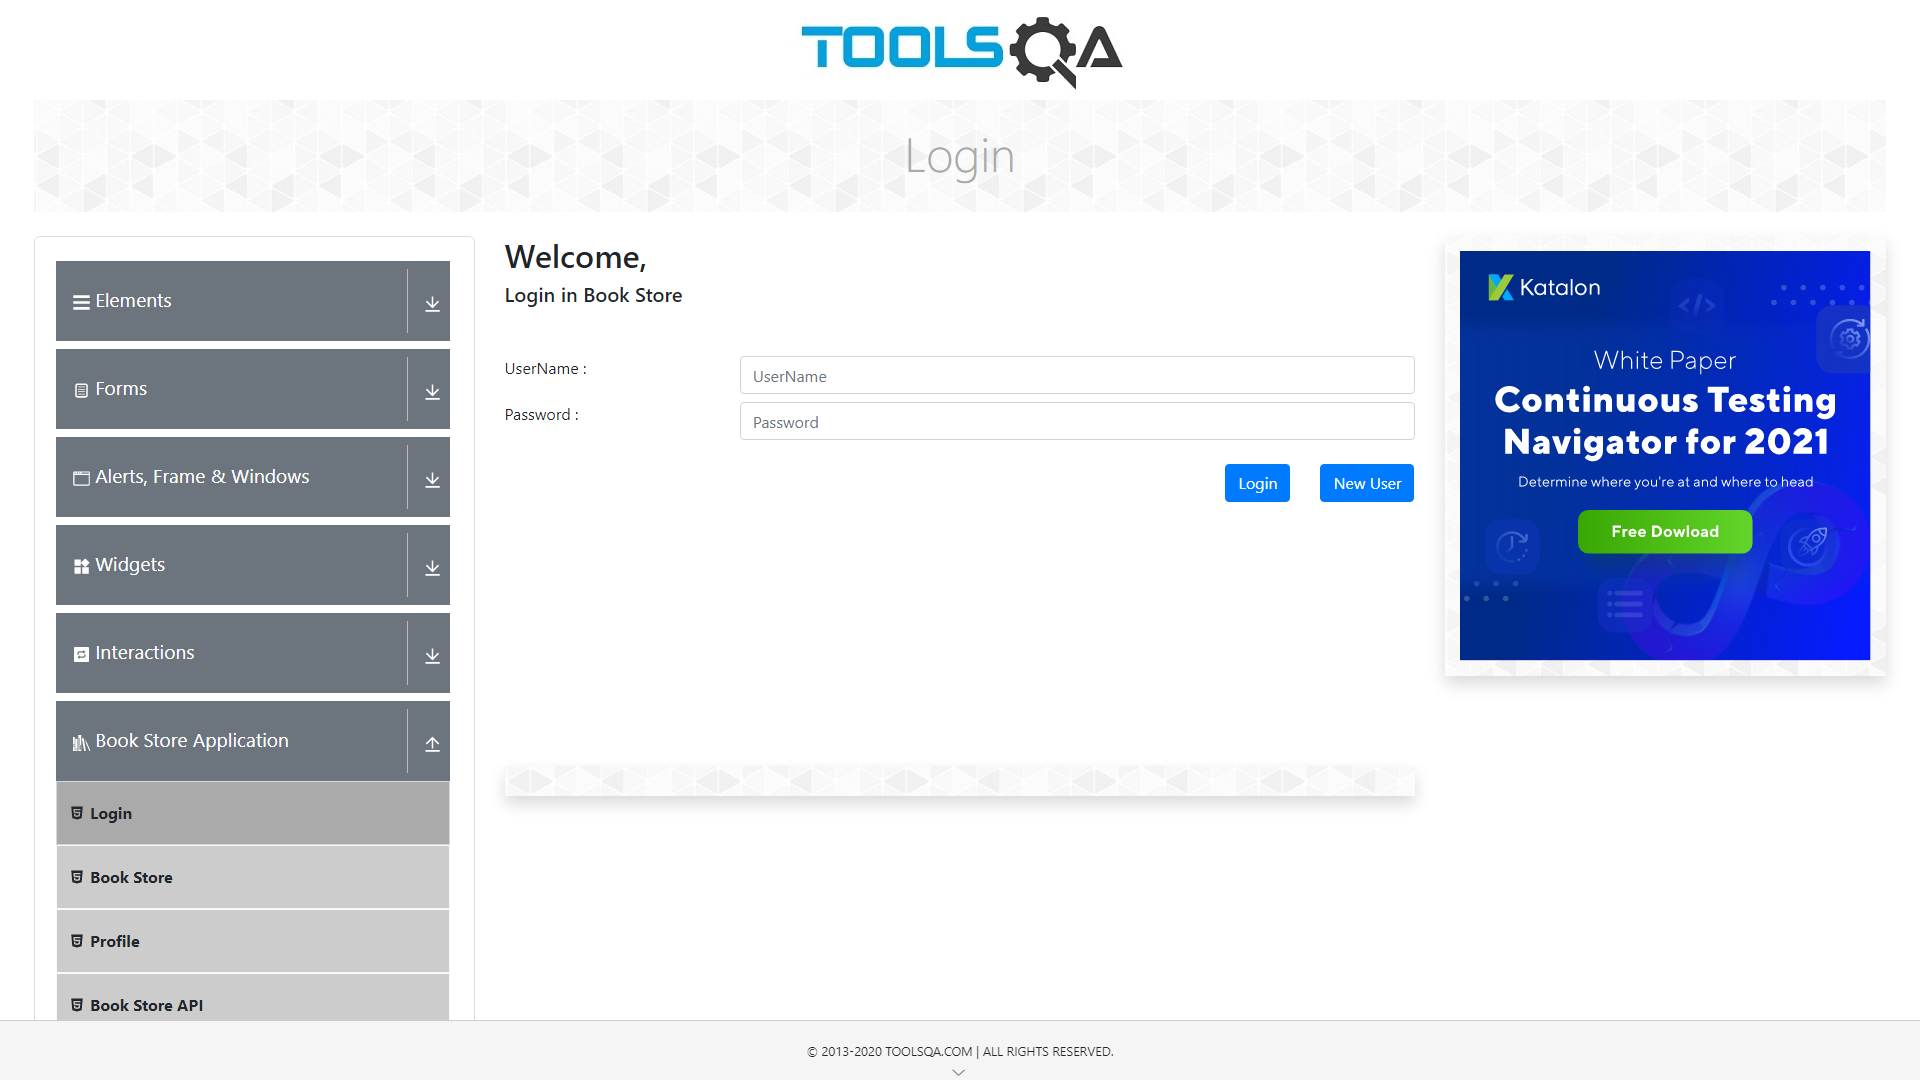 TOOLSQA
Login
Elements
Forms
Alerts, Frame & Windows
Widgets
Interactions
Book Store Application
Login
Book Store
Profile
Book Store API
Welcome,
Login in Book Store
UserName :
UserName
Password :
Password
Login
New User
Katalon
White Paper
Continuous Testing
Navigator for 2021
Determine where you're at and where to head
Free Dowload
© 2013-2020 TOOLSQA.COM | ALL RIGHTS RESERVED.